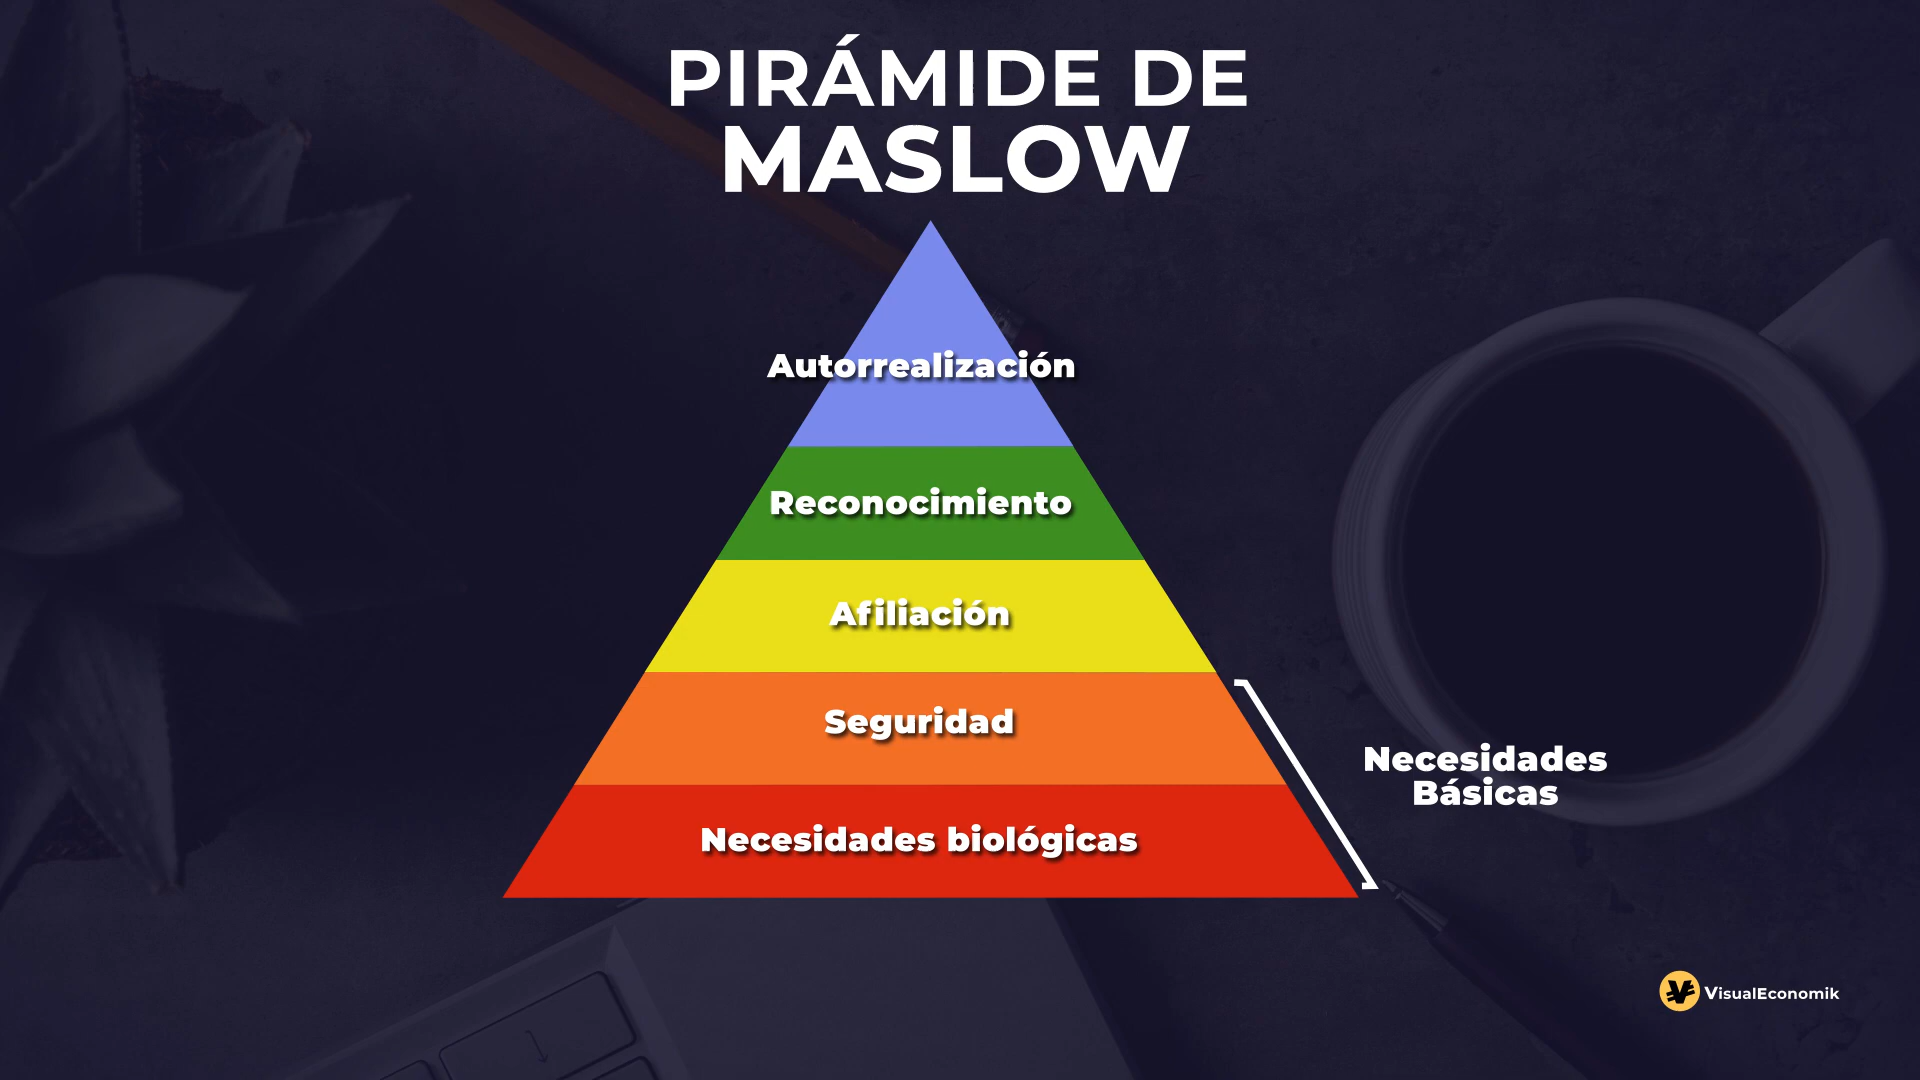 PIRÁMIDE DE
MASLOW
Autorrealización
Reconocimiento
Afiliación
Seguridad
Necesidades biológicas
Necesidades
Básicas
VisualEconomik